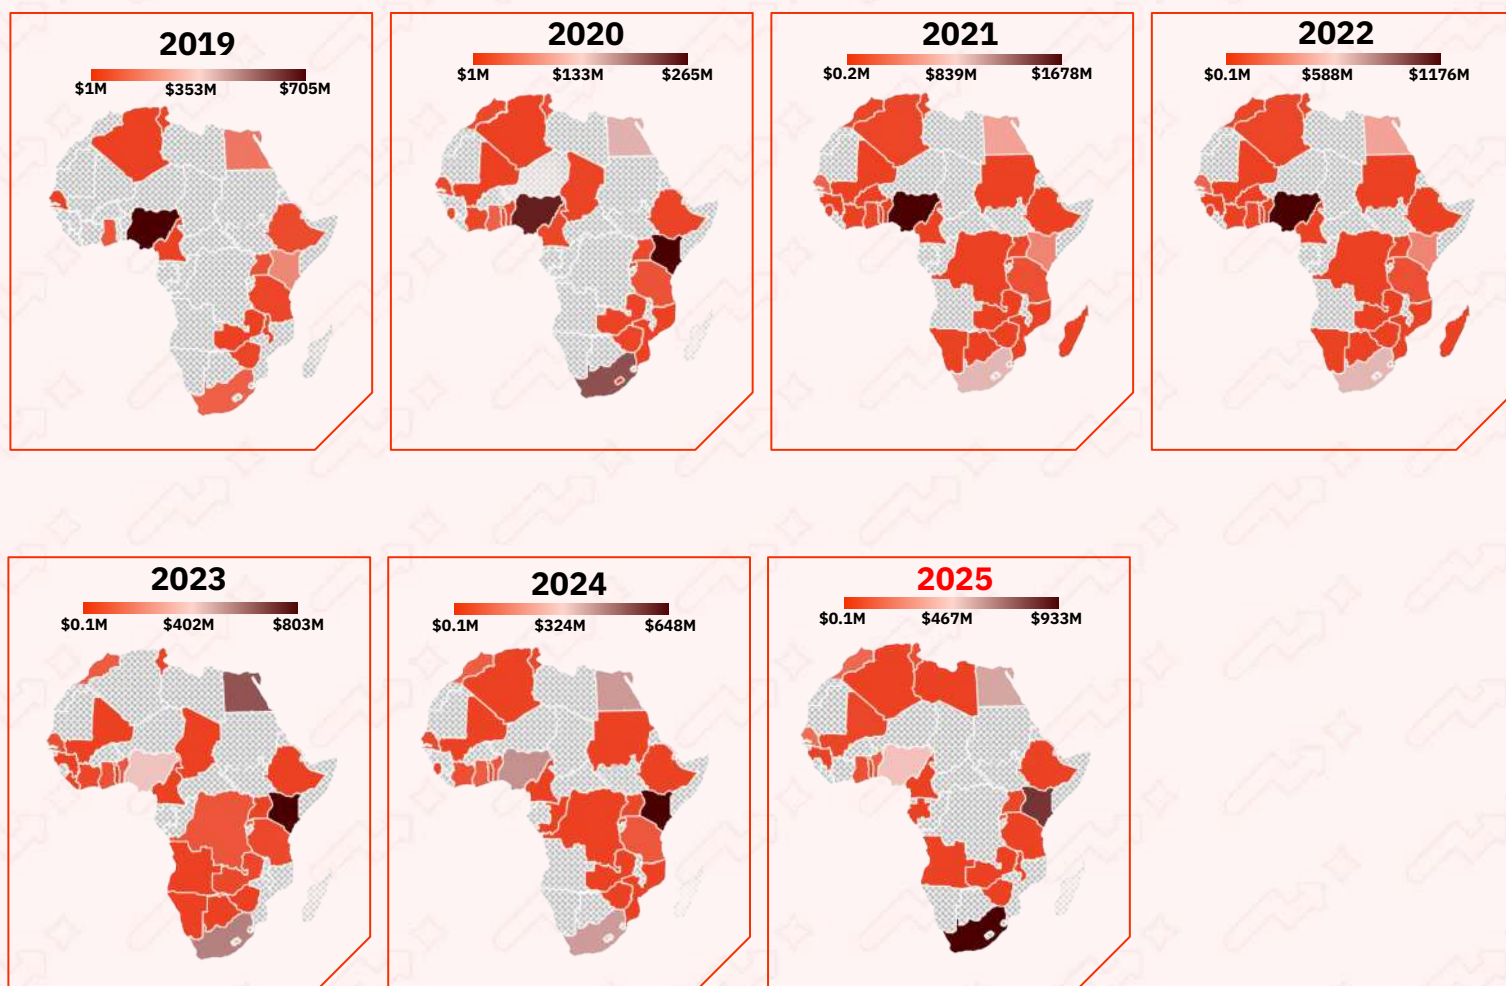 2019
$1M $353M $705M
2020
$1M $133M $265M
2021
$0.2M $839M $1678M
2022
$0.1M $588M $1176M
2023
$0.1M $402M $803M
2024
$0.1M $324M $648M
2025
$0.1M $467M $933M